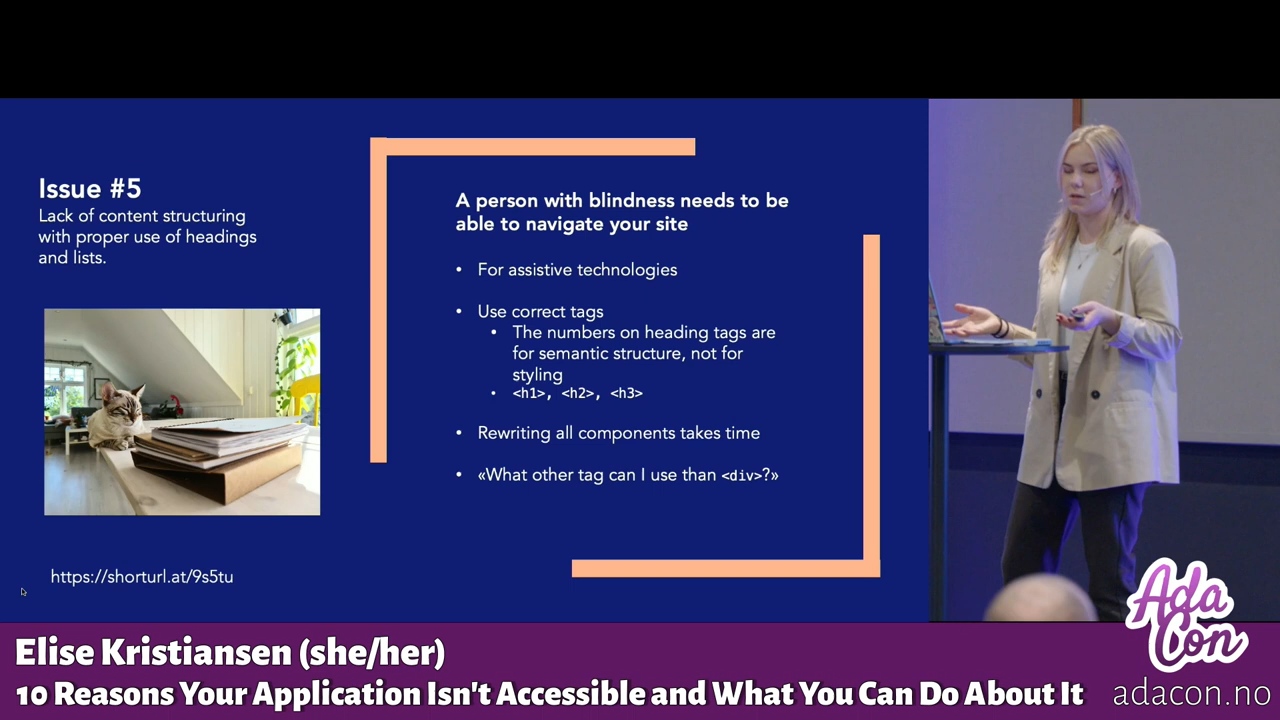 Issue #5
Lack of content structuring
with proper use of headings
and lists.
https://shorturl.at/9s5tu
A person with blindness needs to be
able to navigate your site
• For assistive technologies
• Use correct tags
• The numbers on heading tags are
for semantic structure, not for
styling
• <h1>, <h2>, <h3>
• Rewriting all components takes time
• «What other tag can I use than <div>?»
Elise Kristiansen (she/her)
10 Reasons Your Application Isn't Accessible and What You Can Do About It
Ada
Con
adacon.no